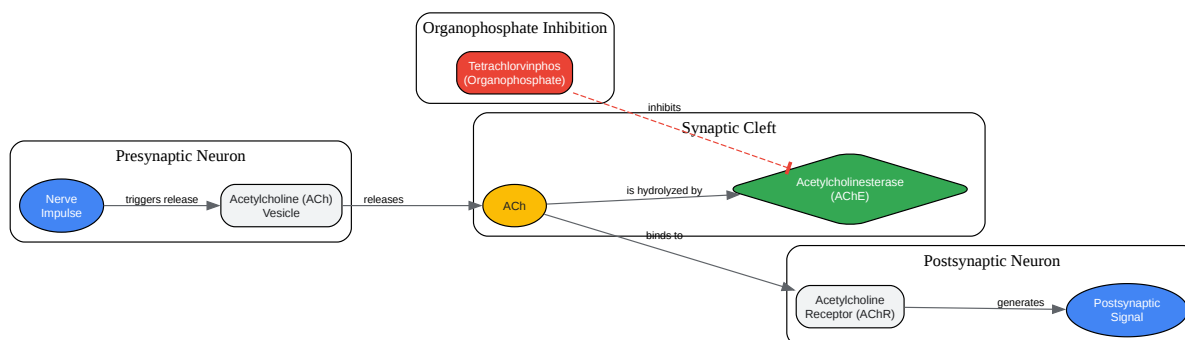 Organophosphate Inhibition
Tetrachlorvinphos
(Organophosphate)
inhibits
Synaptic Cleft
Presynaptic Neuron
Nerve
Impulse
triggers release
Acetylcholine (ACh)
Vesicle
releases
ACh
is hydrolyzed by
Acetylcholinesterase
(AChE)
binds to
Postsynaptic Neuron
Acetylcholine
Receptor (AChR)
generates
Postsynaptic
Signal